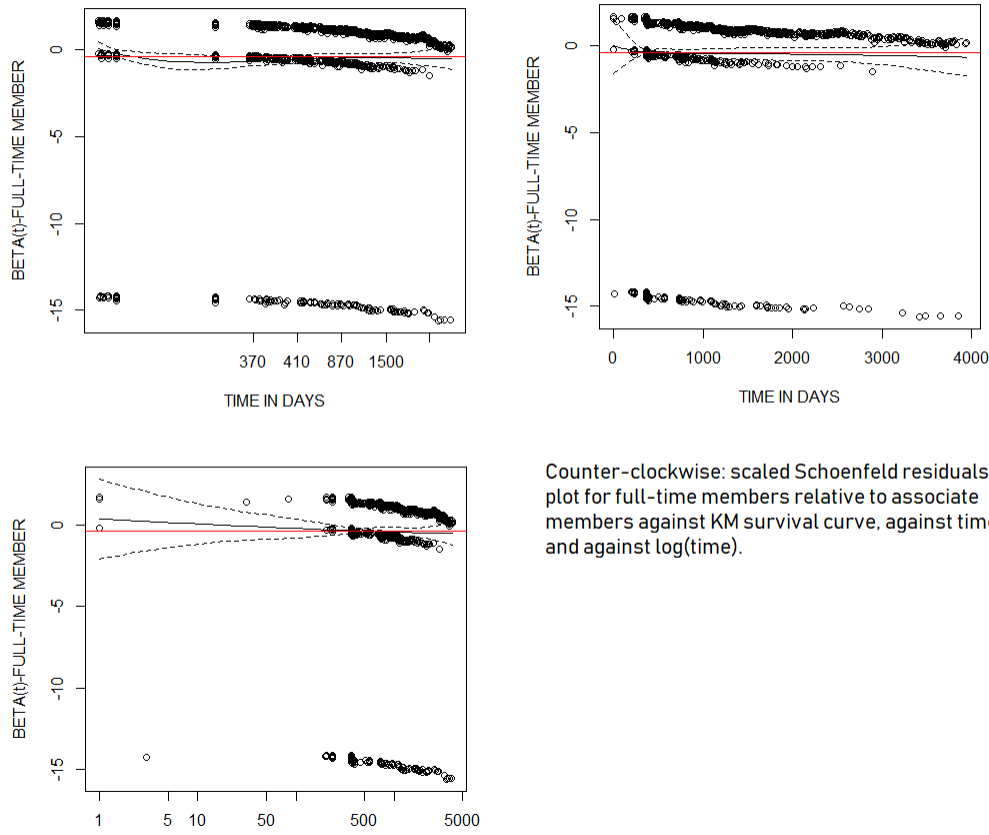 0
-5
-10
-15
BETA(t)-FULL-TIME MEMBER
370 410 870 1500
TIME IN DAYS
0
-5
-10
-15
BETA(t)-FULL-TIME MEMBER
0 1000 2000 3000 4000
TIME IN DAYS
0
-5
-10
-15
BETA(t)-FULL-TIME MEMBER
1 5 10 50 500 5000
Counter-clockwise: scaled Schoenfeld residuals
plot for full-time members relative to associate
members against KM survival curve, against tim
and against log(time).